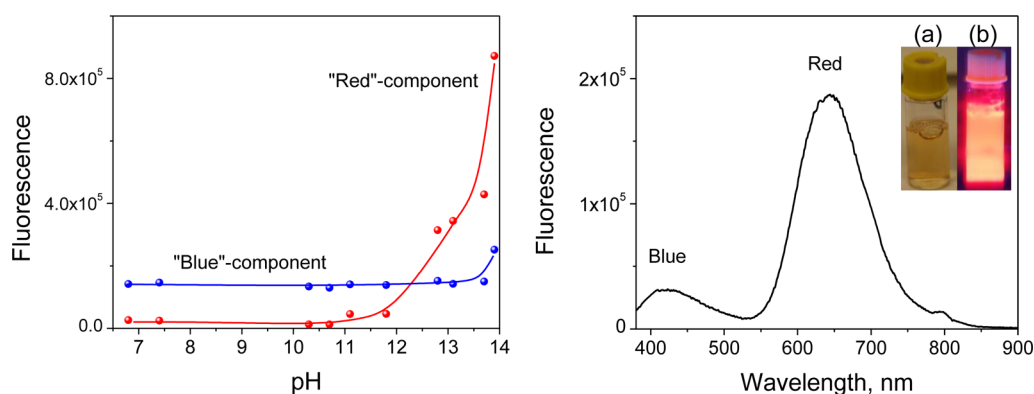 Fluorescence
8.0x10⁵
4.0x10⁵
0.0
"Red"-component
"Blue"-component
7 8 9 10 11 12 13 14
pH
Fluorescence
2x10⁵
1x10⁵
0
Blue
Red
(a) (b)
400 500 600 700 800 900
Wavelength, nm